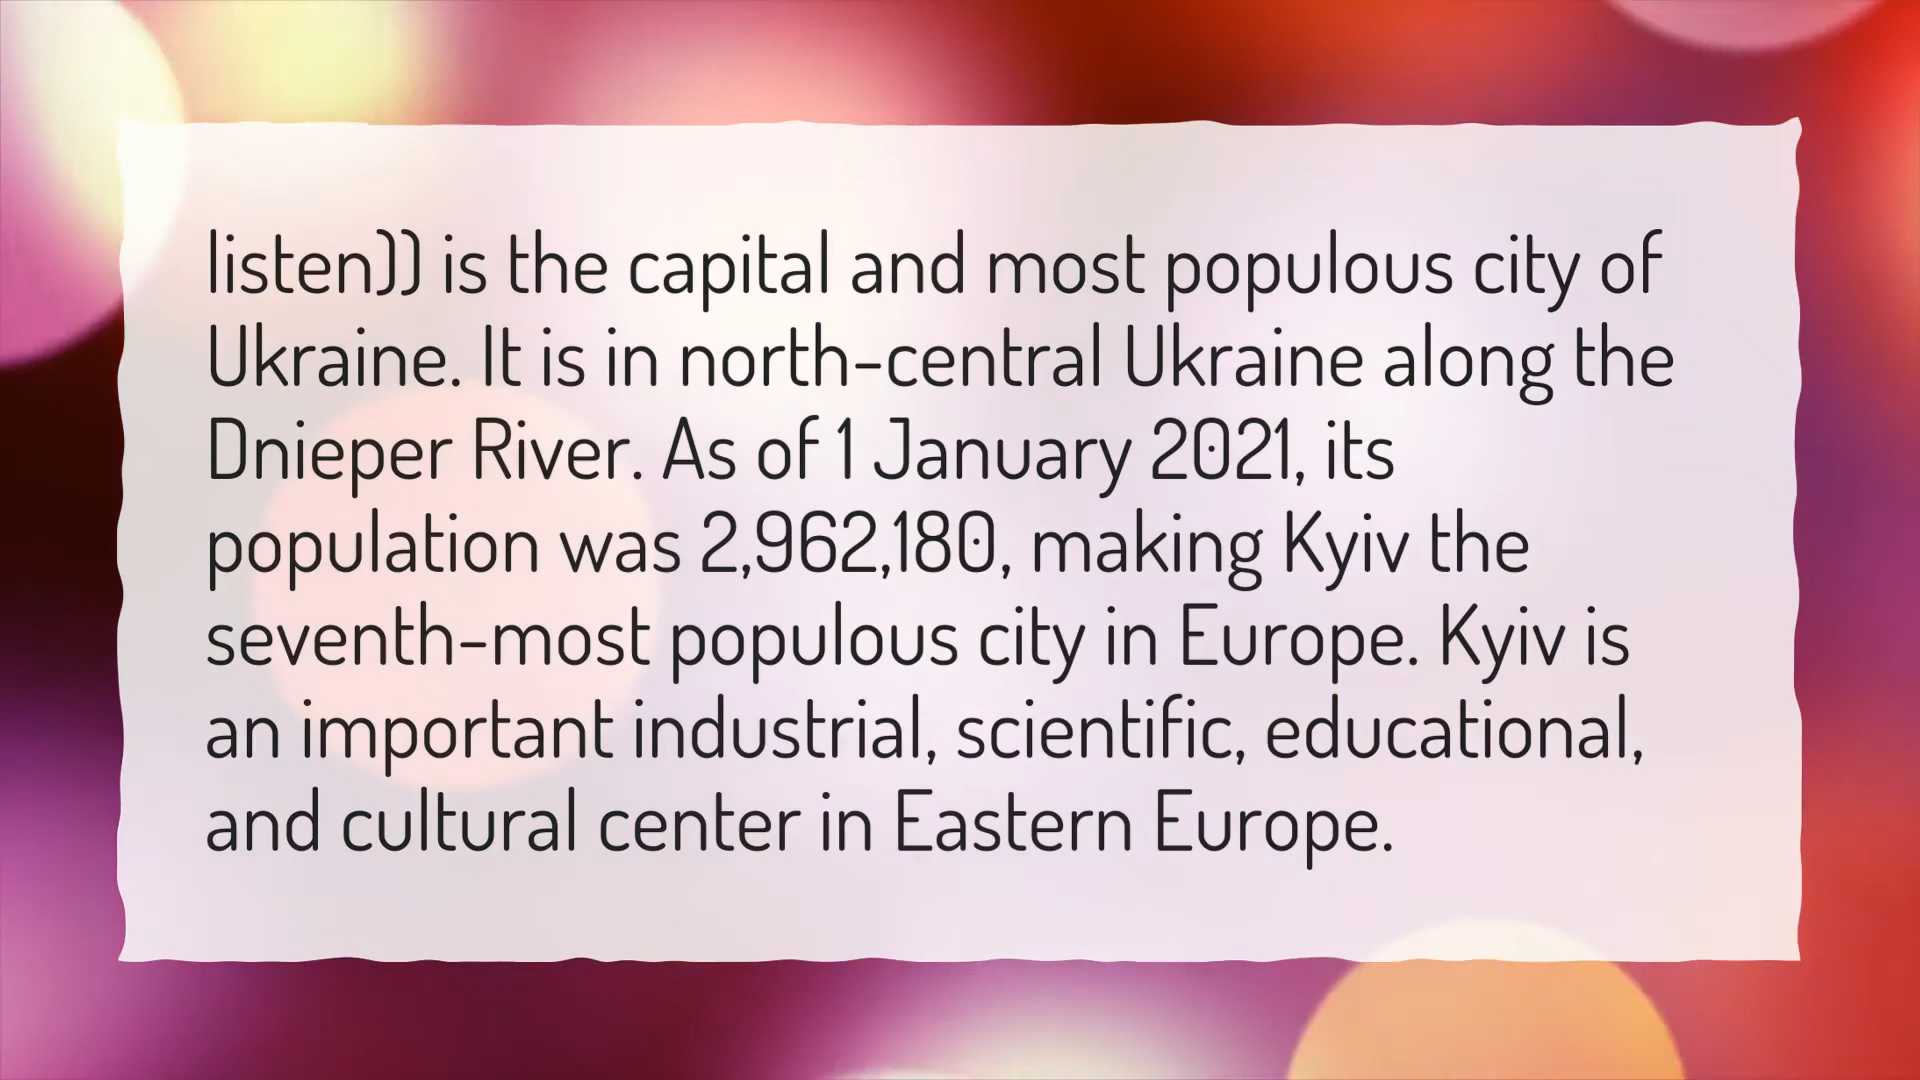 listen)) is the capital and most populous city of
Ukraine. It is in north-central Ukraine along the
Dnieper River. As of 1 January 2021, its
population was 2,962,180, making Kyiv the
seventh-most populous city in Europe. Kyiv is
an important industrial, scientific, educational,
and cultural center in Eastern Europe.